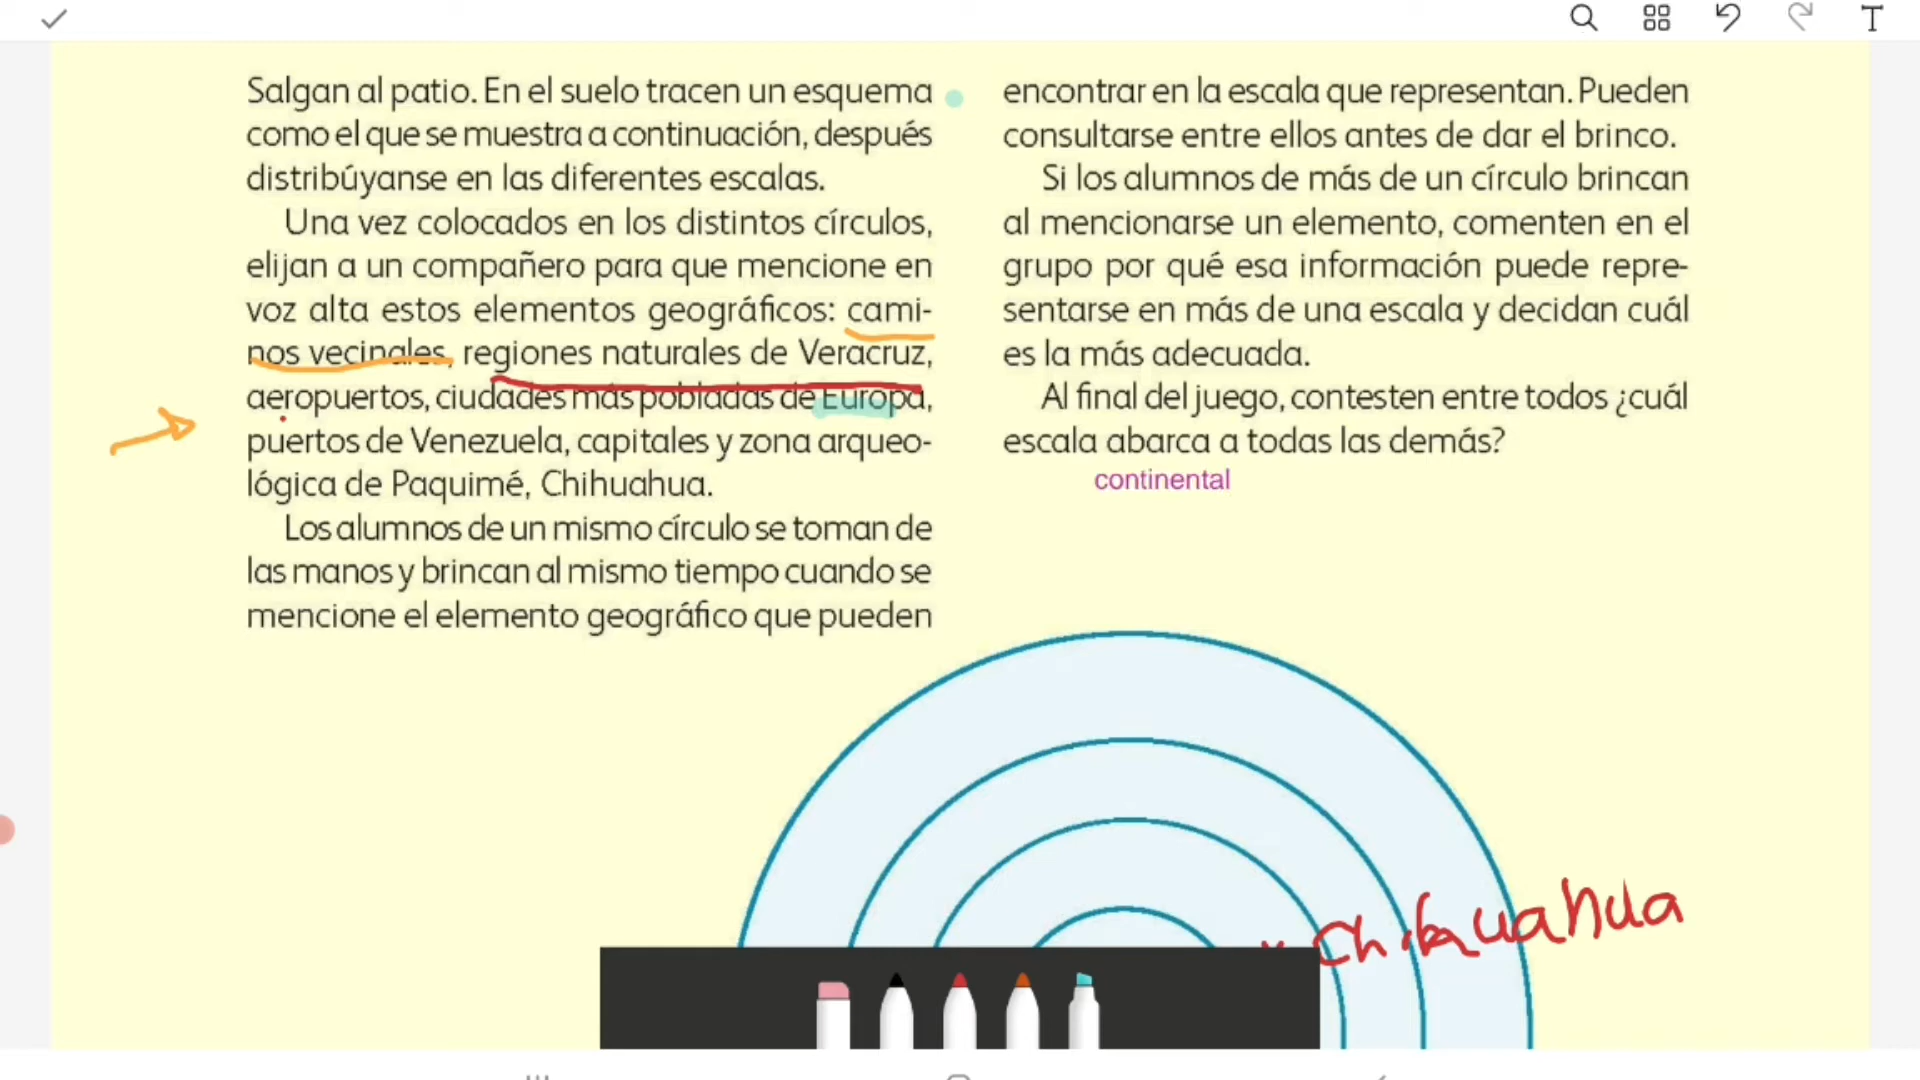 Salgan al patio. En el suelo tracen un esquema
como el que se muestra a continuación, después
distribúyanse en las diferentes escalas.
Una vez colocados en los distintos círculos,
elijan a un compañero para que mencione en
voz alta estos elementos geográficos: cami-
nos vecinales, regiones naturales de Veracruz,
aeropuertos, ciudades más pobladas de Europa,
puertos de Venezuela, capitales y zona arqueo-
lógica de Paquimé, Chihuahua.
Los alumnos de un mismo círculo se toman de
las manos y brincan al mismo tiempo cuando se
mencione el elemento geográfico que pueden
encontrar en la escala que representan. Pueden
consultarse entre ellos antes de dar el brinco.
Si los alumnos de más de un círculo brincan
al mencionarse un elemento, comenten en el
grupo por qué esa información puede repre-
sentarse en más de una escala y decidan cuál
es la más adecuada.
Al final del juego, contesten entre todos ¿cuál
escala abarca a todas las demás?
continental
Chihuahua